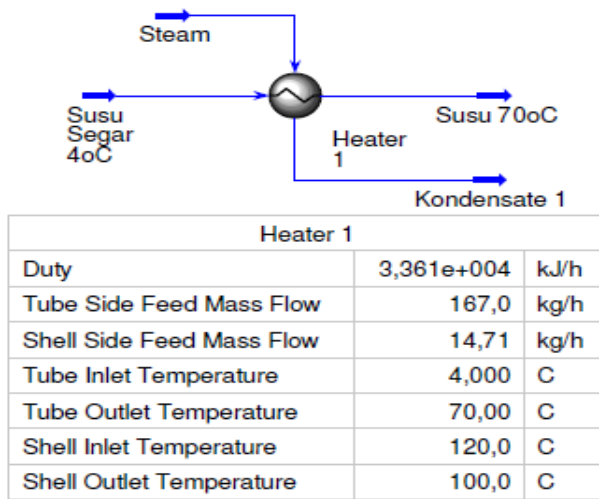 Steam
Susu
Segar
4oC
Susu 70oC
Heater
1
Kondensate 1
Heater 1
Duty 3,361e+004 kJ/h
Tube Side Feed Mass Flow 167,0 kg/h
Shell Side Feed Mass Flow 14,71 kg/h
Tube Inlet Temperature 4,000 C
Tube Outlet Temperature 70,00 C
Shell Inlet Temperature 120,0 C
Shell Outlet Temperature 100,0 C